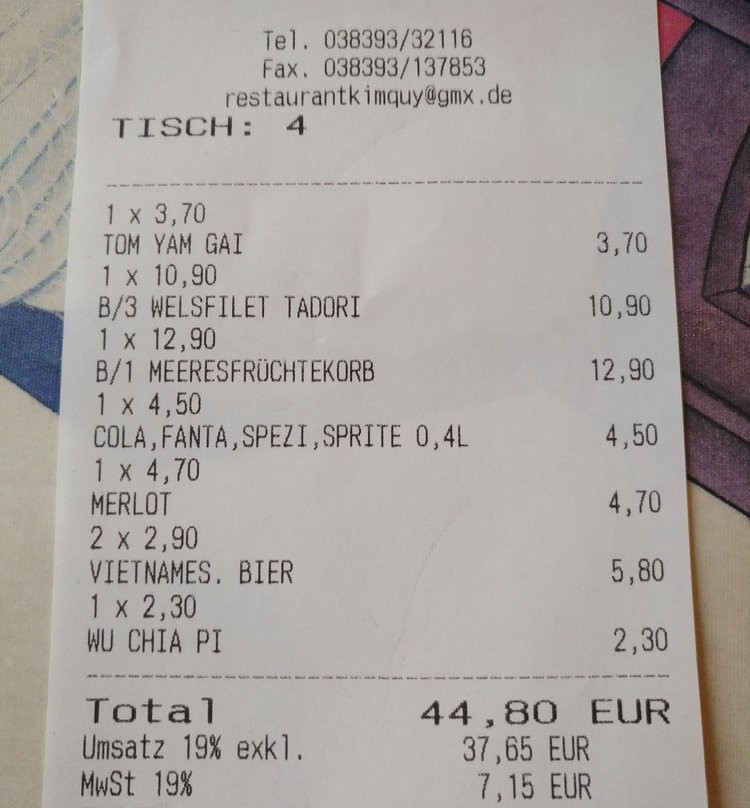 Tel. 038393/32116
Fax. 038393/137853
restaurantkimquy@gmx.de
TISCH: 4
1 x 3,70
TOM YAM GAI 3,70
1 x 10,90
B/3 WELSFILET TADORI 10,90
1 x 12,90
B/1 MEERESFRÜCHTEKORB 12,90
1 x 4,50
COLA,FANTA,SPEZI,SPRITE 0,4L 4,50
1 x 4,70
MERLOT 4,70
2 x 2,90
VIETNAMES. BIER 5,80
1 x 2,30
WU CHIA PI 2,30
Total 44,80 EUR
Umsatz 19% exkl. 37,65 EUR
MwSt 19% 7,15 EUR